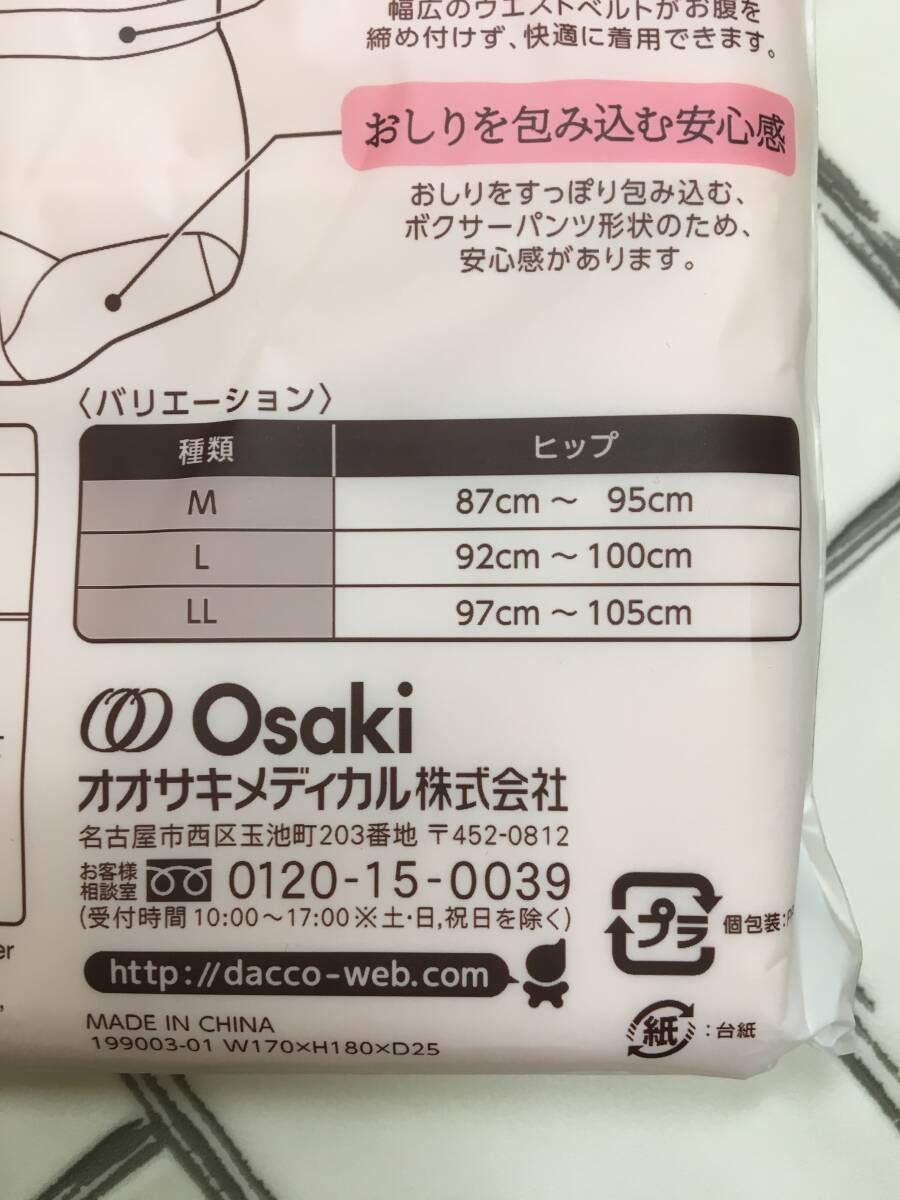 幅広のウエストベルトがお腹を
締め付けず、快適に着用できます。
おしりを包み込む安心感
おしりをすっぽり包み込む、
ボクサーパンツ形状のため、
安心感があります。
〈バリエーション〉
種類 ヒップ
M 87cm～ 95cm
L 92cm～100cm
LL 97cm～105cm
Osaki
オオサキメディカル株式会社
名古屋市西区玉池町203番地 〒452-0812
お客様
相談室 0120-15-0039
(受付時間 10:00～17:00 ※土・日,祝日を除く)
プラ 個包装:P
http://dacco-web.com
MADE IN CHINA
紙 :台紙
199003-01 W170×H180×D25
er